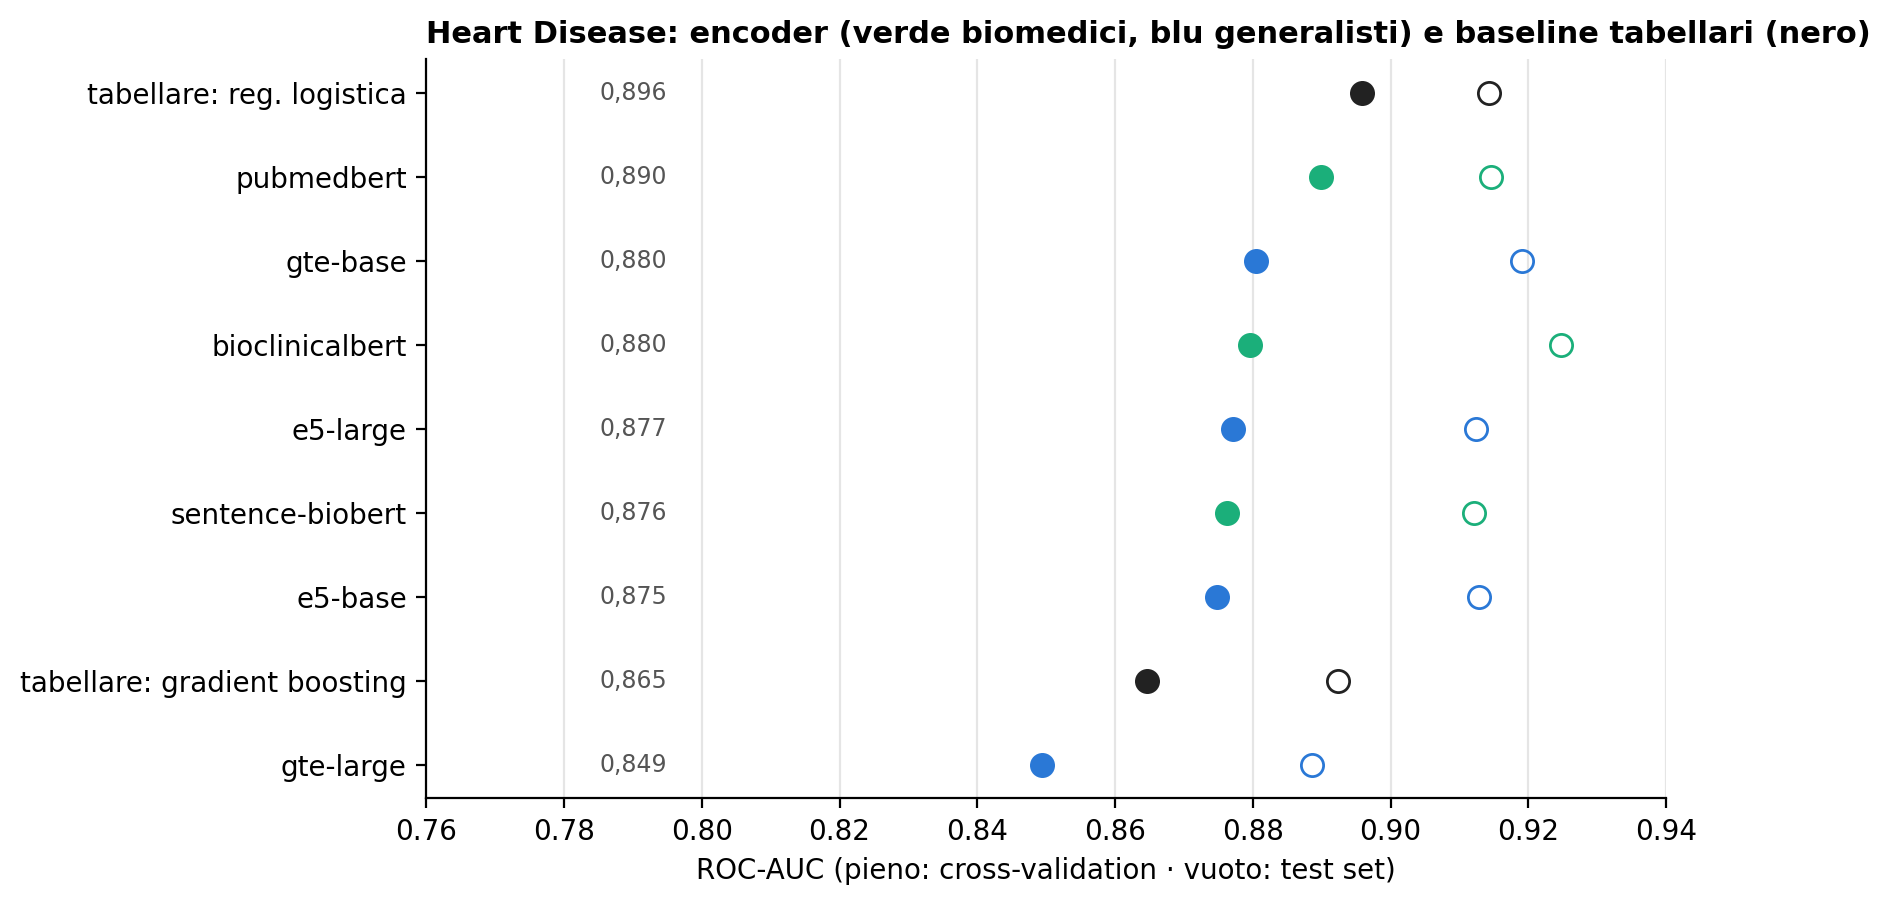 Heart Disease: encoder (verde biomedici, blu generalisti) e baseline tabellari (nero)
tabellare: reg. logistica 0,896
pubmedbert 0,890
gte-base 0,880
bioclinicalbert 0,880
e5-large 0,877
sentence-biobert 0,876
e5-base 0,875
tabellare: gradient boosting 0,865
gte-large 0,849
0.76 0.78 0.80 0.82 0.84 0.86 0.88 0.90 0.92 0.94
ROC-AUC (pieno: cross-validation · vuoto: test set)